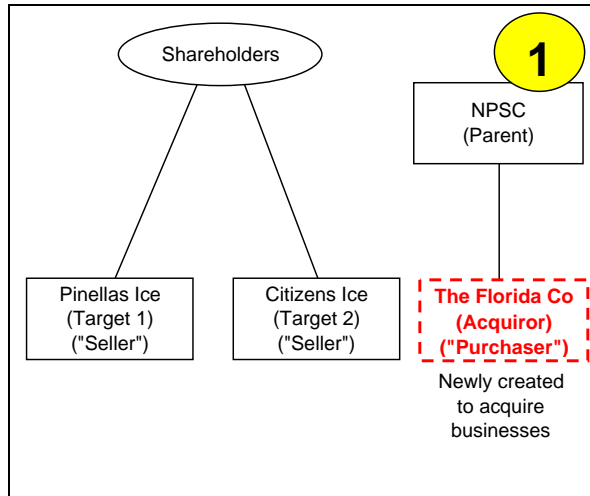 1
Shareholders
NPSC
(Parent)
Pinellas Ice
(Target 1)
("Seller")
Citizens Ice
(Target 2)
("Seller")
The Florida Co
(Acquiror)
("Purchaser")
Newly created
to acquire
businesses